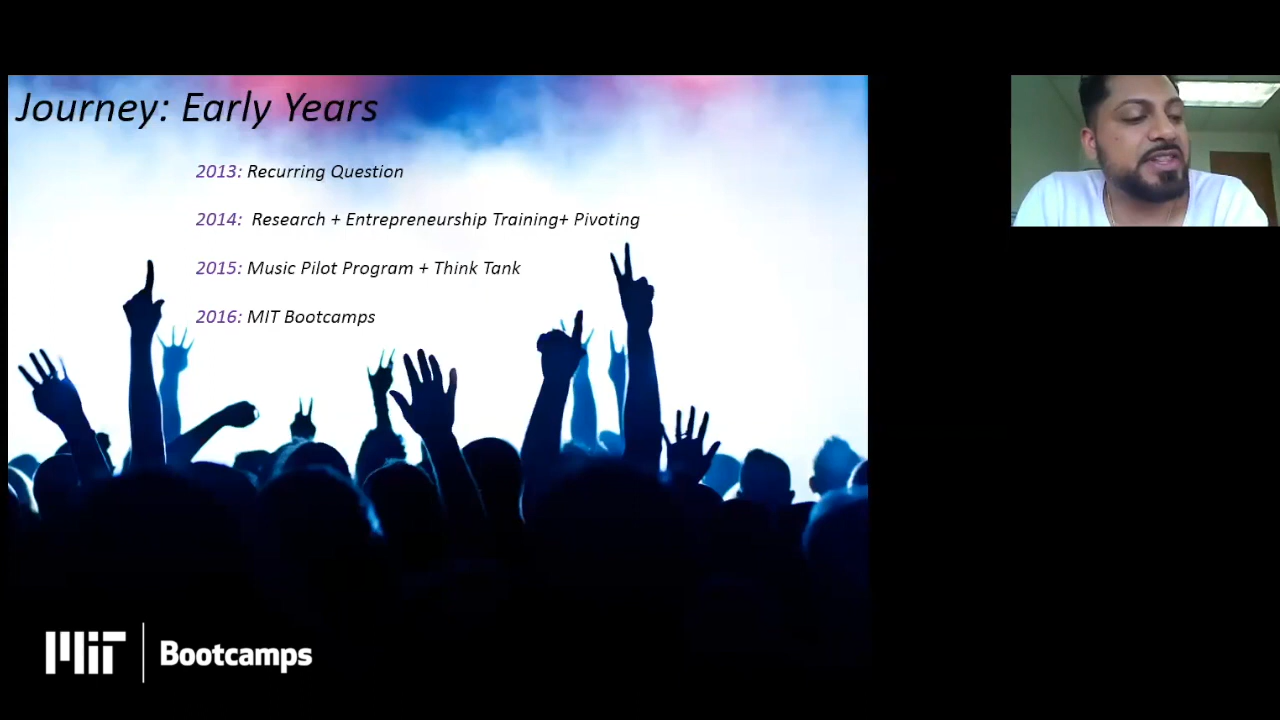 Journey: Early Years
2013: Recurring Question
2014: Research + Entrepreneurship Training+ Pivoting
2015: Music Pilot Program + Think Tank
2016: MIT Bootcamps
MIT Bootcamps